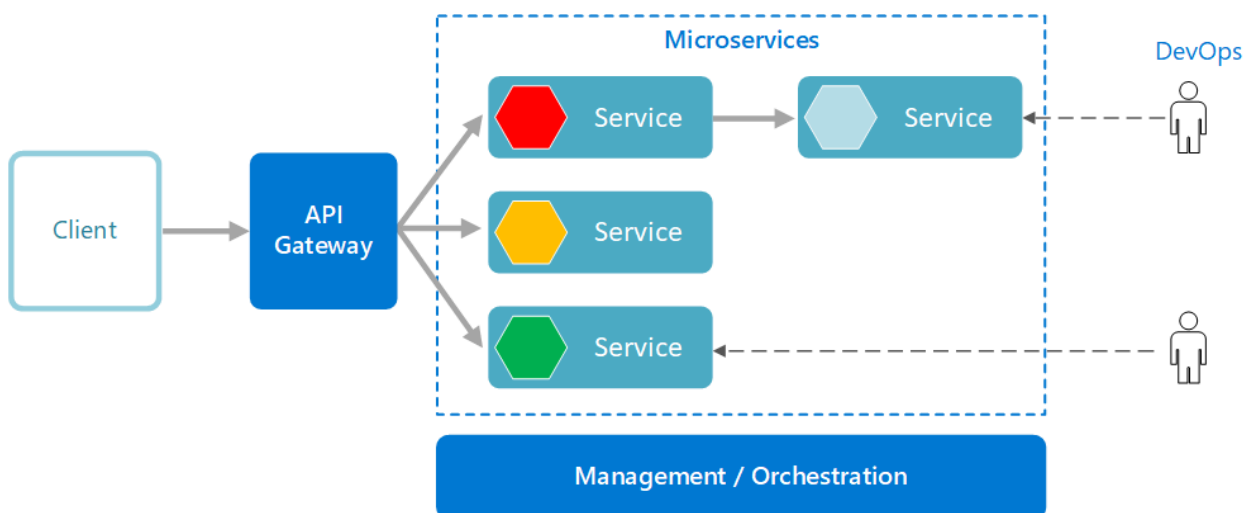 Microservices
DevOps
Service
Service
Client
API
Gateway
Service
Service
Management / Orchestration